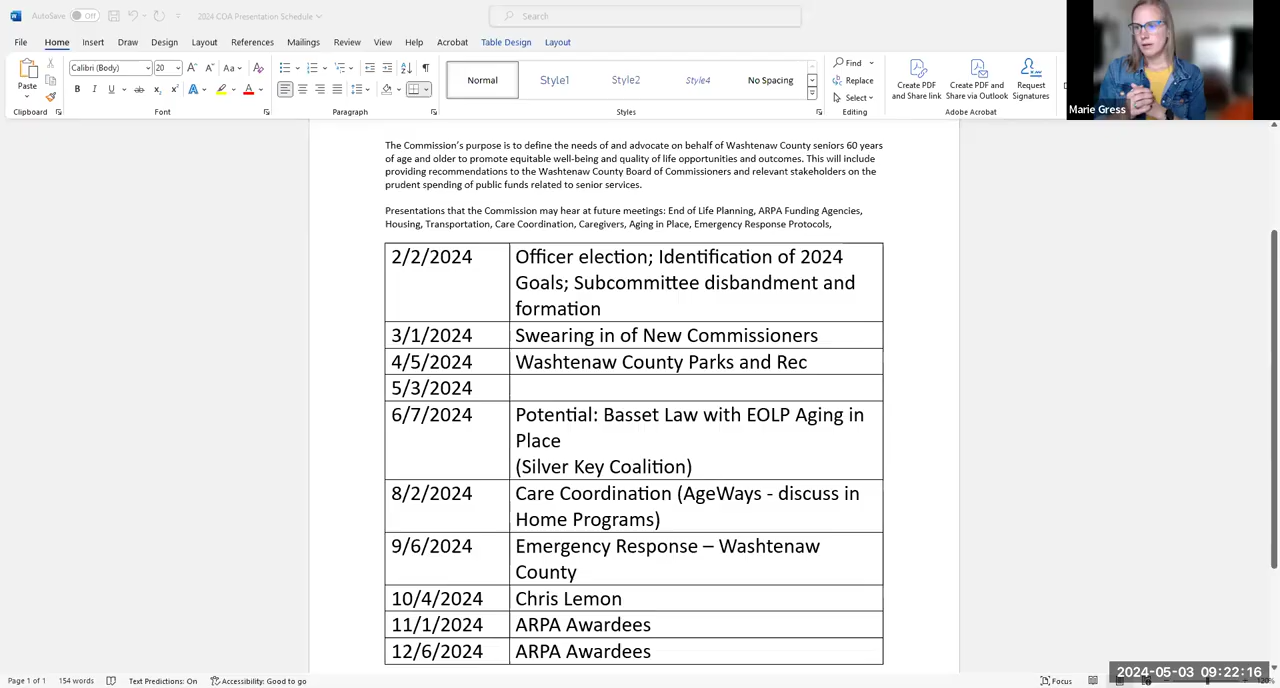 AutoSave Off 2024 COA Presentation Schedule Search
File Home Insert Draw Design Layout References Mailings Review View Help Acrobat Table Design Layout
Paste
Calibri (Body) 20
Normal Style1 Style2 Style4 No Spacing
Find
Replace
Select
Create PDF and Share link
Create PDF and Share via Outlook
Request Signatures
Clipboard Font Paragraph Styles Editing Adobe Acrobat
Marie Gress
The Commission's purpose is to define the needs of and advocate on behalf of Washtenaw County seniors 60 years
of age and older to promote equitable well-being and quality of life opportunities and outcomes. This will include
providing recommendations to the Washtenaw County Board of Commissioners and relevant stakeholders on the
prudent spending of public funds related to senior services.
Presentations that the Commission may hear at future meetings: End of Life Planning, ARPA Funding Agencies,
Housing, Transportation, Care Coordination, Caregivers, Aging in Place, Emergency Response Protocols,
2/2/2024 Officer election; Identification of 2024
Goals; Subcommittee disbandment and
formation
3/1/2024 Swearing in of New Commissioners
4/5/2024 Washtenaw County Parks and Rec
5/3/2024
6/7/2024 Potential: Basset Law with EOLP Aging in
Place
(Silver Key Coalition)
8/2/2024 Care Coordination (AgeWays - discuss in
Home Programs)
9/6/2024 Emergency Response – Washtenaw
County
10/4/2024 Chris Lemon
11/1/2024 ARPA Awardees
12/6/2024 ARPA Awardees
Page 1 of 1 154 words Text Predictions: On Accessibility: Good to go Focus
2024-05-03 09:22:16